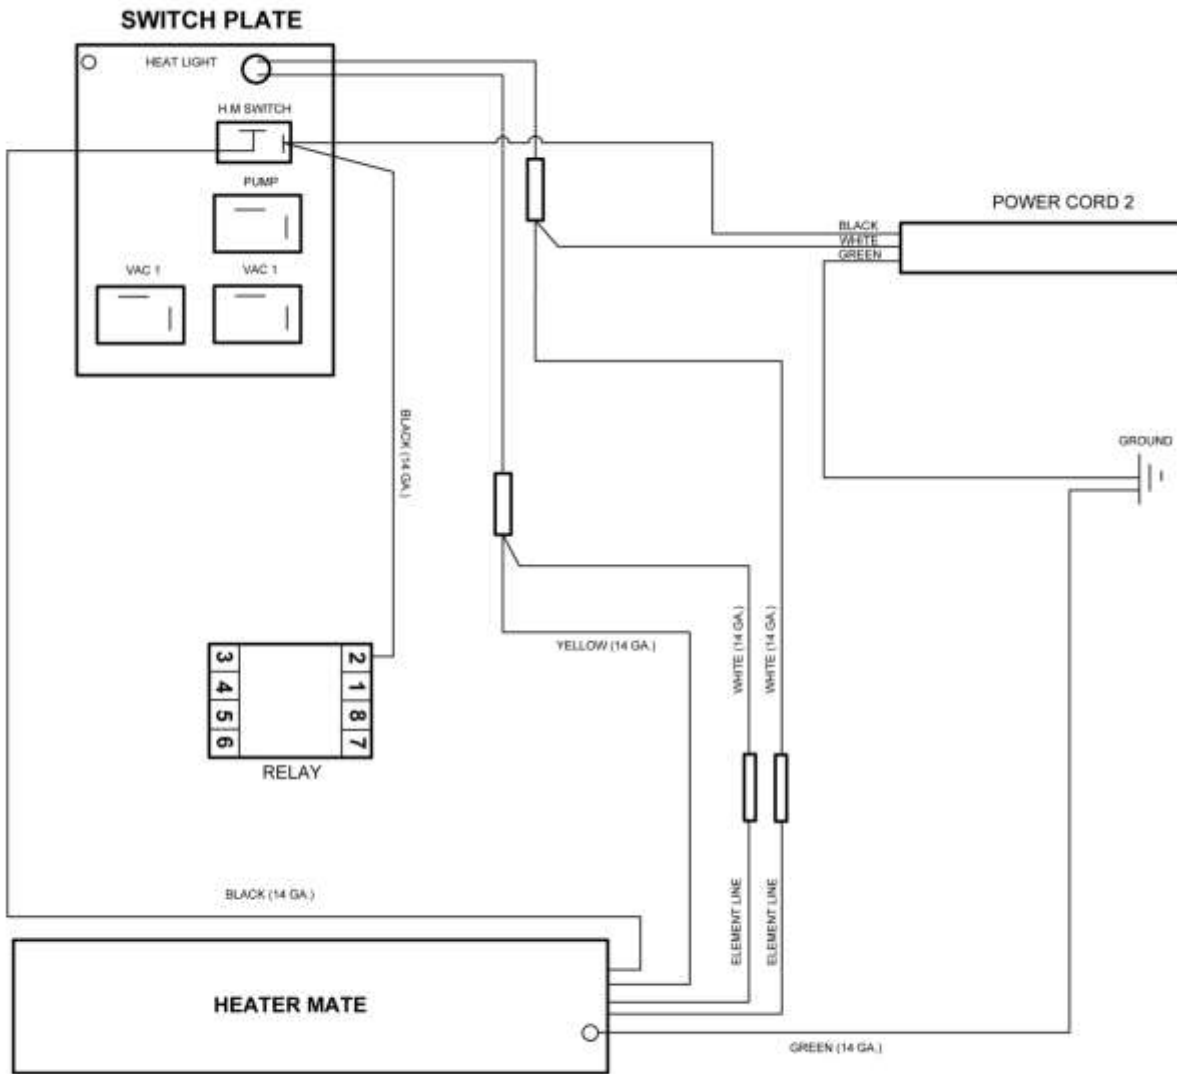 SWITCH PLATE
HEAT LIGHT
H.M SWITCH
PUMP
VAC 1
VAC 1
POWER CORD 2
BLACK
WHITE
GREEN
GROUND
BLACK (14 GA.)
YELLOW (14 GA.)
WHITE (14 GA.)
WHITE (14 GA.)
3
2
4
1
5
8
6
7
RELAY
BLACK (14 GA.)
ELEMENT LINE
ELEMENT LINE
HEATER MATE
GREEN (14 GA.)